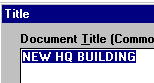 Title
Document Title (Commo
NEW HQ BUILDING